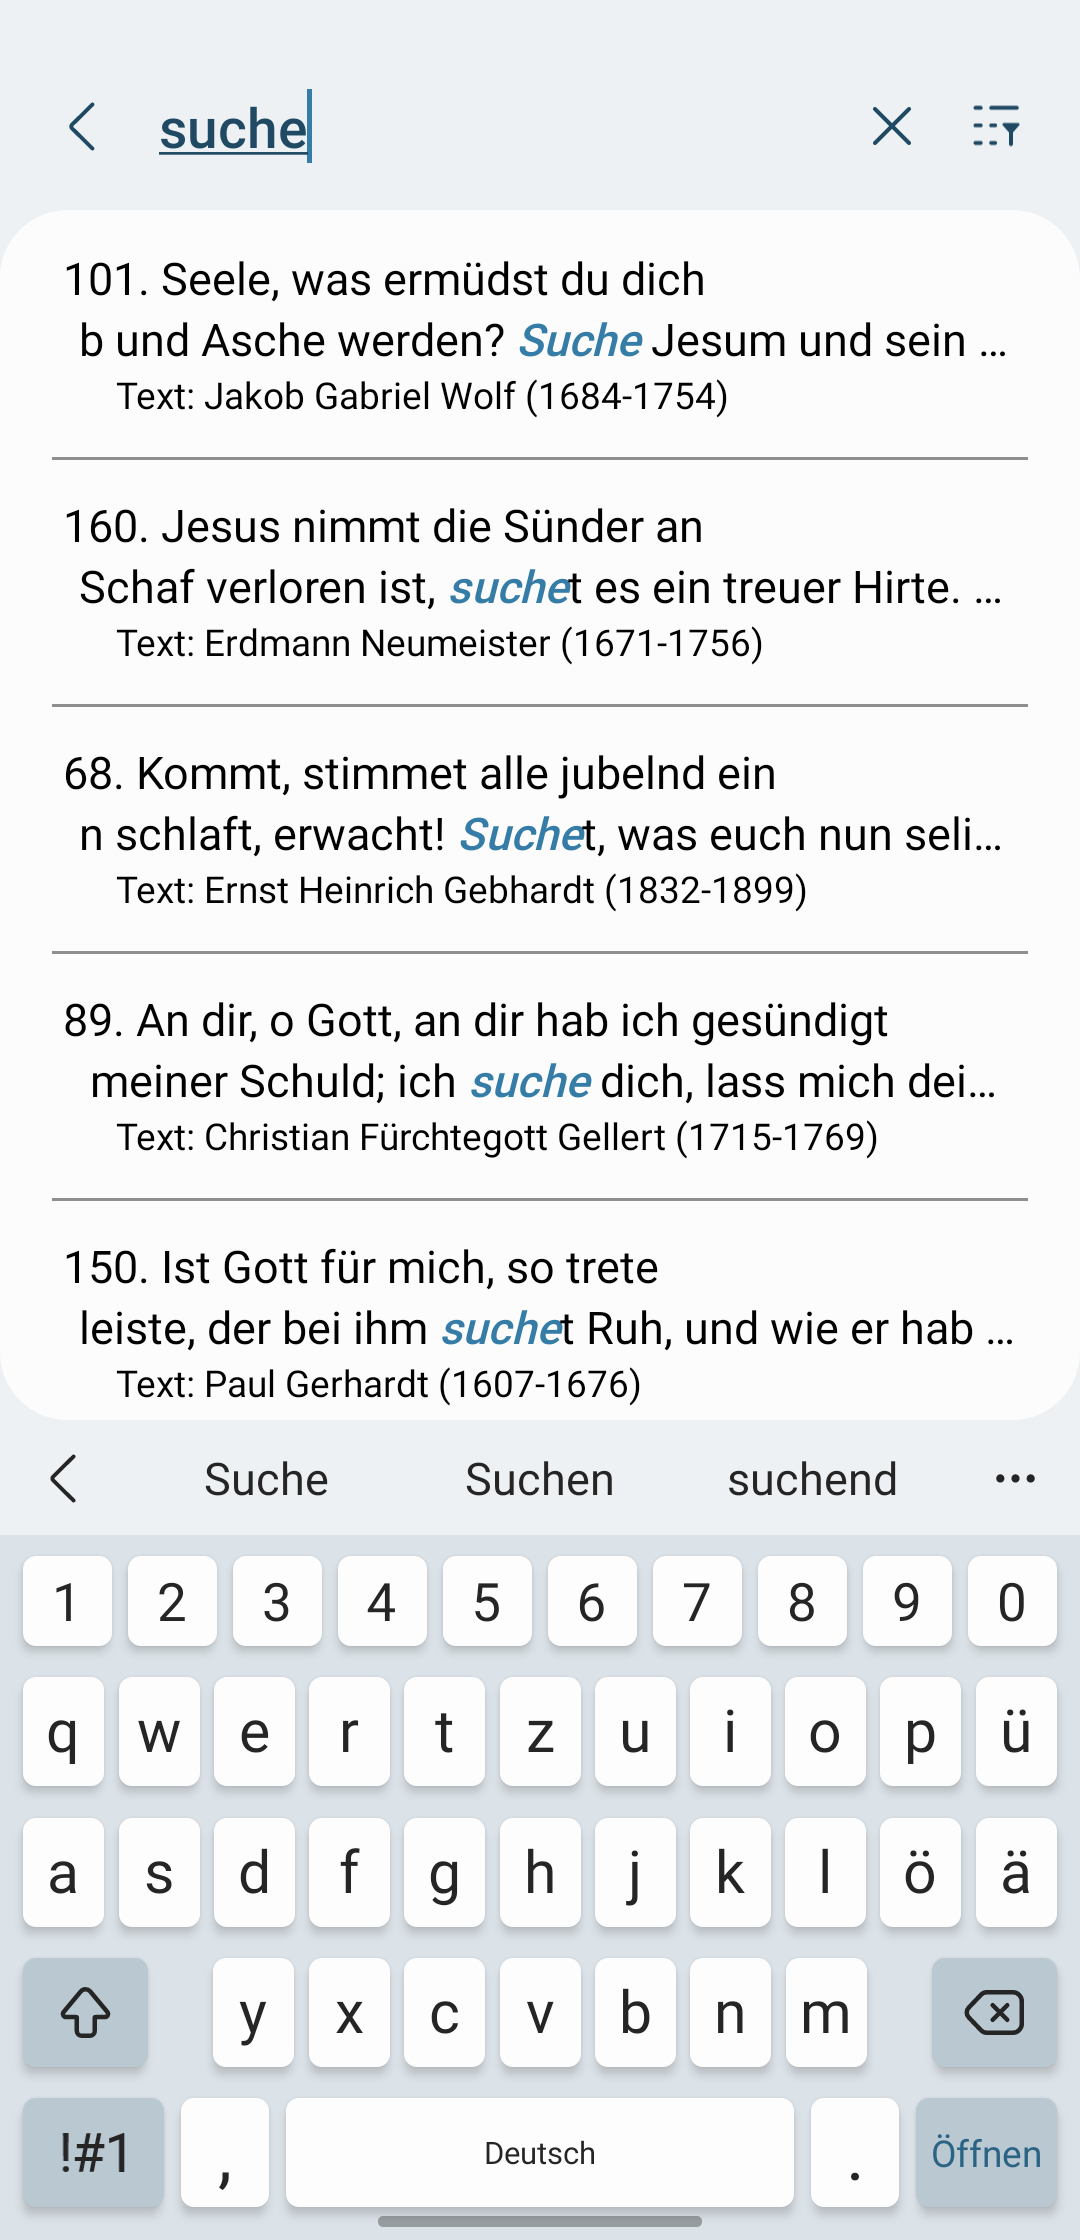 suche
101. Seele, was ermüdst du dich
b und Asche werden? Suche Jesum und sein ...
Text: Jakob Gabriel Wolf (1684-1754)
160. Jesus nimmt die Sünder an
Schaf verloren ist, suchet es ein treuer Hirte. ...
Text: Erdmann Neumeister (1671-1756)
68. Kommt, stimmet alle jubelnd ein
n schlaft, erwacht! Suchet, was euch nun seli...
Text: Ernst Heinrich Gebhardt (1832-1899)
89. An dir, o Gott, an dir hab ich gesündigt
meiner Schuld; ich suche dich, lass mich dei...
Text: Christian Fürchtegott Gellert (1715-1769)
150. Ist Gott für mich, so trete
leiste, der bei ihm suchet Ruh, und wie er hab ...
Text: Paul Gerhardt (1607-1676)
Suche Suchen suchend
1 2 3 4 5 6 7 8 9 0
q w e r t z u i o p ü
a s d f g h j k l ö ä
y x c v b n m
!#1 , Deutsch . Öffnen